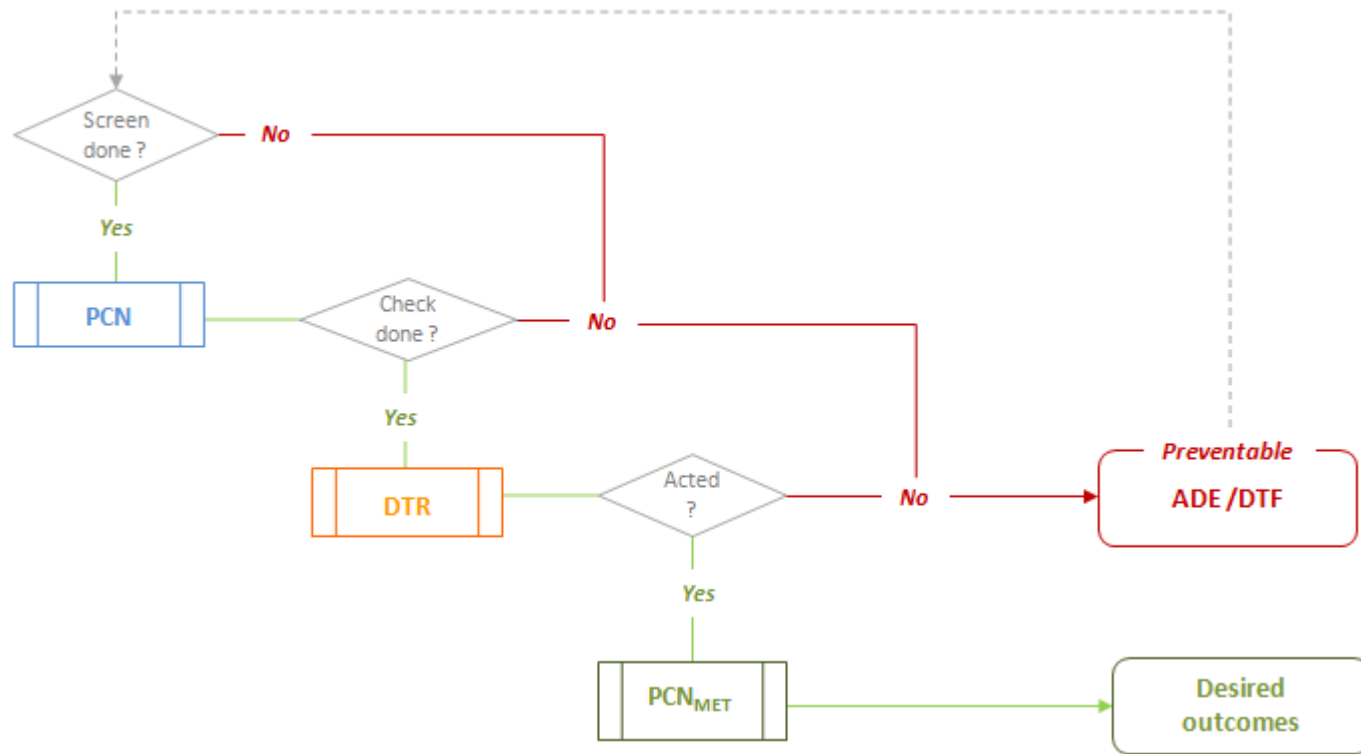 Screen
done ?
No
Yes
PCN
Check
done ?
No
Yes
DTR
Acted
?
No
Preventable
ADE /DTF
Yes
PCNMET
Desired
outcomes